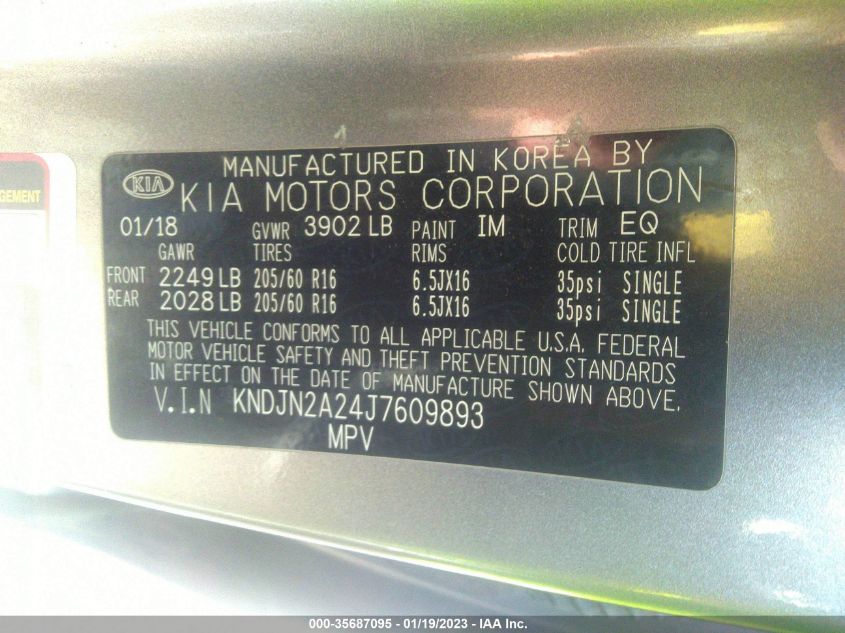 AGEMENT
MANUFACTURED IN KOREA BY
KIA KIA MOTORS CORPORATION
01/18 GVWR 3902 LB PAINT IM TRIM EQ
GAWR TIRES RIMS COLD TIRE INFL
FRONT 2249 LB 205/60 R16 6.5JX16 35psi SINGLE
REAR 2028 LB 205/60 R16 6.5JX16 35psi SINGLE
THIS VEHICLE CONFORMS TO ALL APPLICABLE U.S.A. FEDERAL
MOTOR VEHICLE SAFETY AND THEFT PREVENTION STANDARDS
IN EFFECT ON THE DATE OF MANUFACTURE SHOWN ABOVE.
V.I.N KNDJN2A24J7609893
MPV
000-35687095 - 01/19/2023 - IAA Inc.